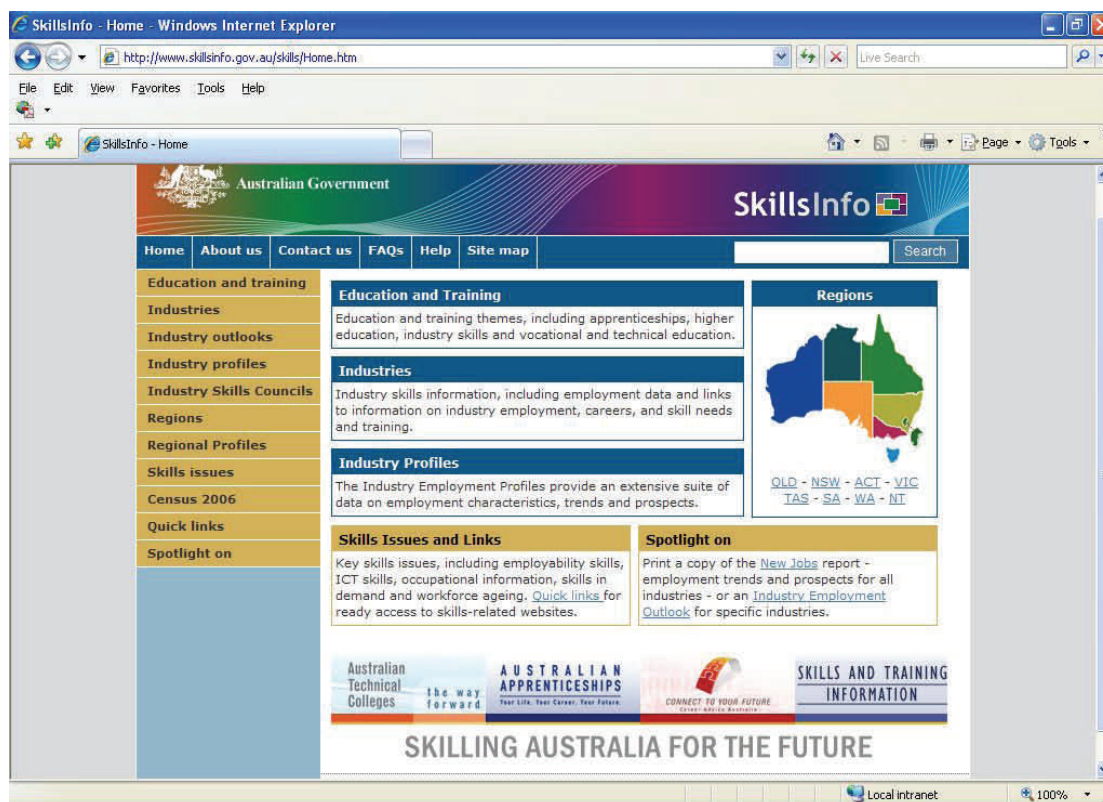 SkillsInfo - Home - Windows Internet Explorer
http://www.skillsinfo.gov.au/skills/Home.htm
Live Search
File Edit View Favorites Tools Help
SkillsInfo - Home
Page Tools
Australian Government
SkillsInfo
Home About us Contact us FAQs Help Site map Search
Education and training
Industries
Industry outlooks
Industry profiles
Industry Skills Councils
Regions
Regional Profiles
Skills issues
Census 2006
Quick links
Spotlight on
Education and Training
Education and training themes, including apprenticeships, higher
education, industry skills and vocational and technical education.
Industries
Industry skills information, including employment data and links
to information on industry employment, careers, and skill needs
and training.
Industry Profiles
The Industry Employment Profiles provide an extensive suite of
data on employment characteristics, trends and prospects.
Regions
QLD - NSW - ACT - VIC
TAS - SA - WA - NT
Skills Issues and Links
Key skills issues, including employability skills,
ICT skills, occupational information, skills in
demand and workforce ageing. Quick links for
ready access to skills-related websites.
Spotlight on
Print a copy of the New Jobs report -
employment trends and prospects for all
industries - or an Industry Employment
Outlook for specific industries.
Australian
Technical
Colleges
the way
forward
AUSTRALIAN
APPRENTICESHIPS
Your Life. Your Career. Your Future.
CONNECT TO YOUR FUTURE
Career Advice Australia
SKILLS AND TRAINING
INFORMATION
SKILLING AUSTRALIA FOR THE FUTURE
Local intranet
100%